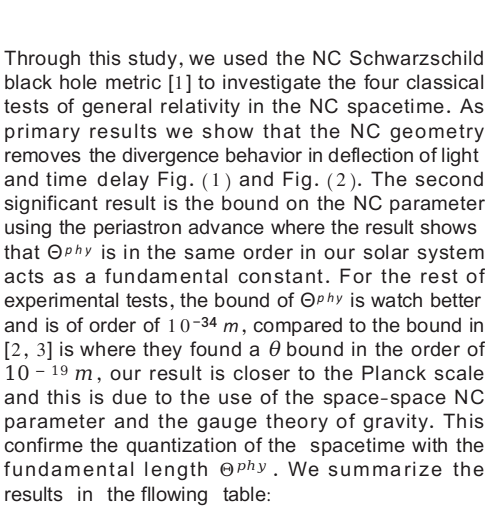 Through this study, we used the NC Schwarzschild
black hole metric [1] to investigate the four classical
tests of general relativity in the NC spacetime. As
primary results we show that the NC geometry
removes the divergence behavior in deflection of light
and time delay Fig. (1) and Fig. (2). The second
significant result is the bound on the NC parameter
using the periastron advance where the result shows
that Θ^{phy} is in the same order in our solar system
acts as a fundamental constant. For the rest of
experimental tests, the bound of Θ^{phy} is watch better
and is of order of 10^{−34} m, compared to the bound in
[2, 3] is where they found a θ bound in the order of
10^{−19} m, our result is closer to the Planck scale
and this is due to the use of the space-space NC
parameter and the gauge theory of gravity. This
confirme the quantization of the spacetime with the
fundamental length Θ^{phy}. We summarize the
results in the fllowing table: